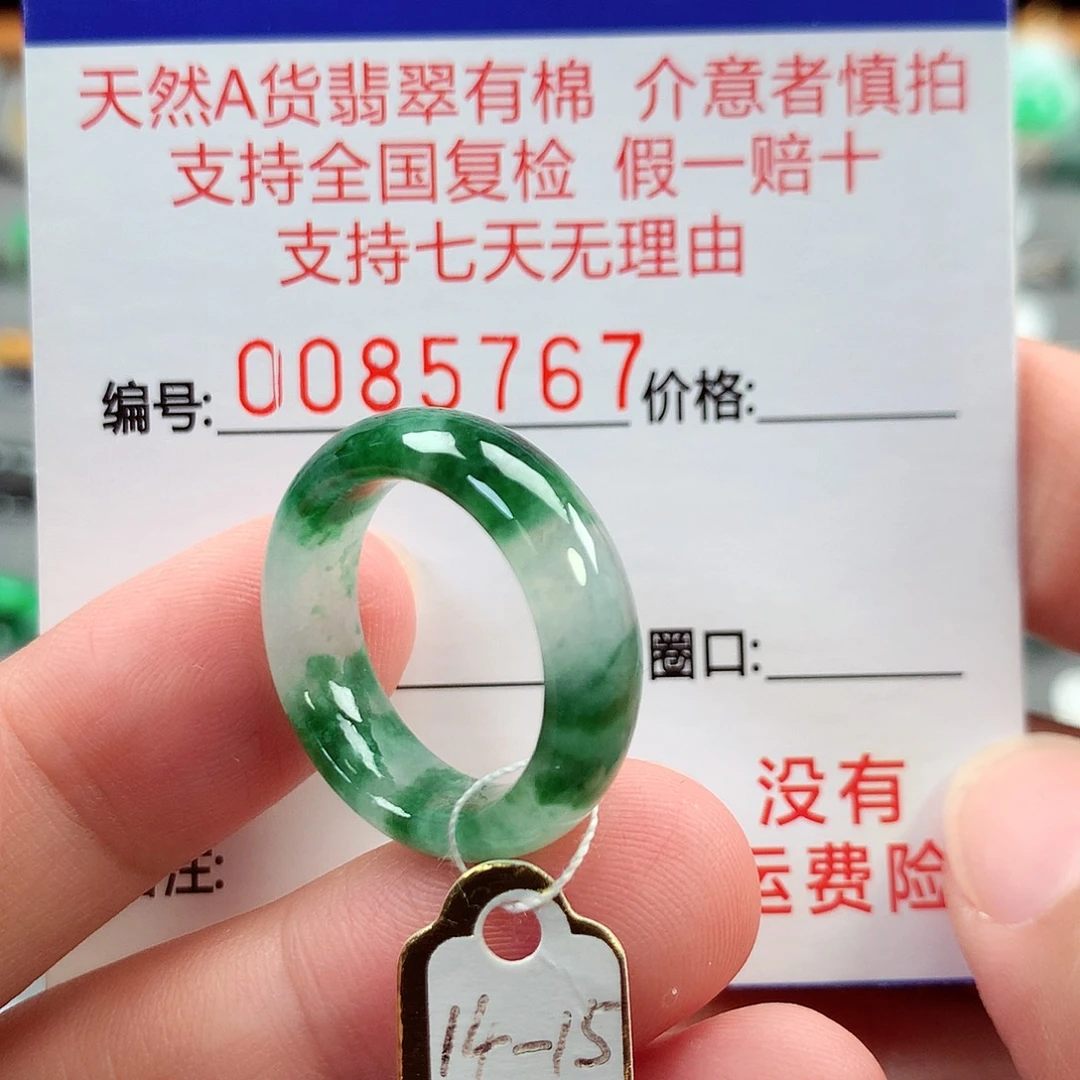 天然A货翡翠有棉 介意者慎拍
支持全国复检 假一赔十
支持七天无理由
编号: 0085767 价格:
圈口:
没有
运费险
注:
14-15